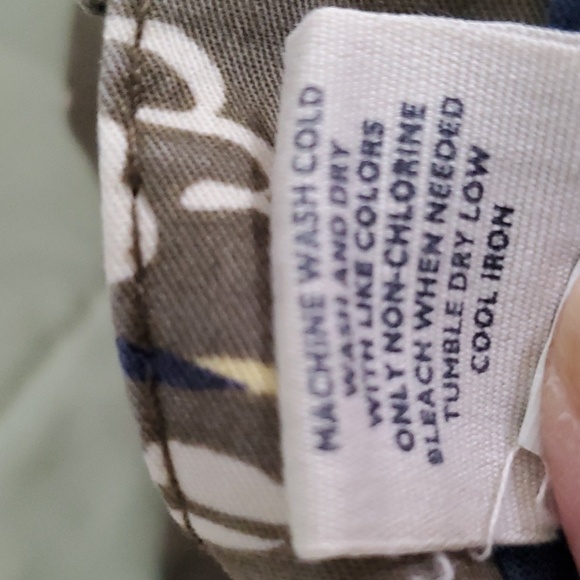 MACHINE WASH COLD
WASH AND DRY
WITH LIKE COLORS
ONLY NON-CHLORINE
BLEACH WHEN NEEDED
TUMBLE DRY LOW
COOL IRON